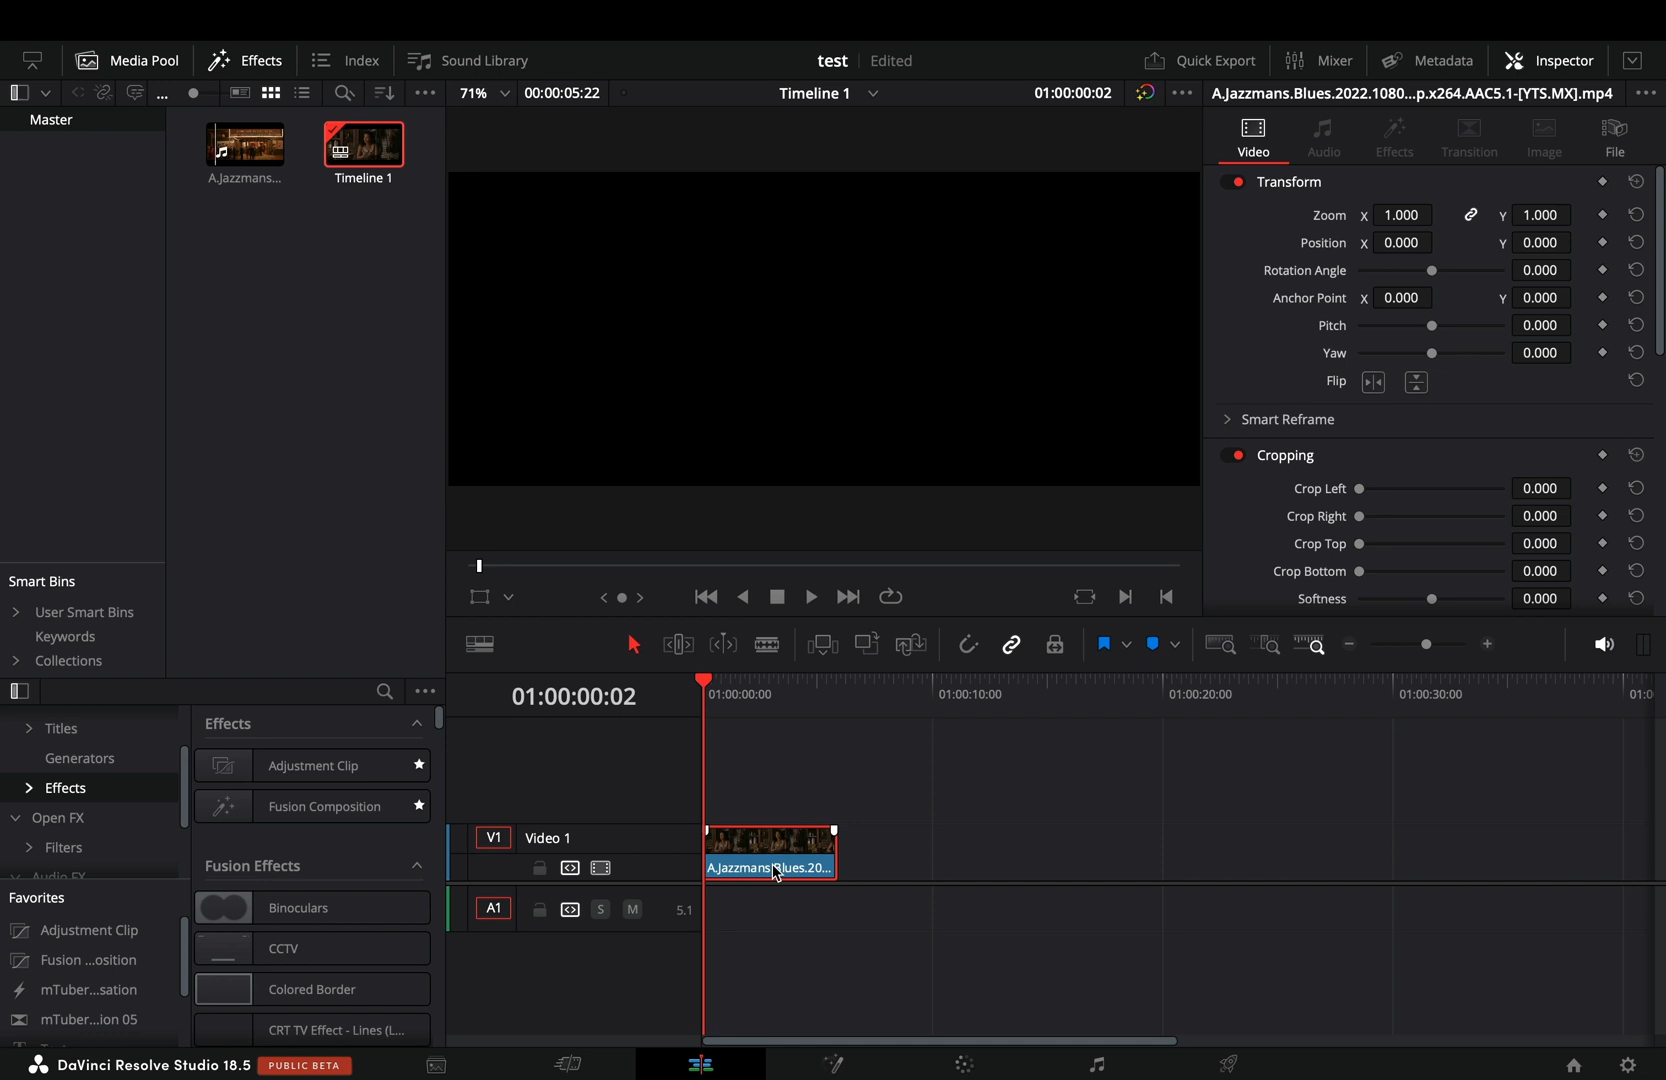 Media Pool
Effects
Index
Sound Library
test
Edited
Quick Export
Mixer
Metadata
Inspector
...
71%
00:00:05:22
Timeline 1
01:00:00:02
A.Jazzmans.Blues.2022.1080...p.x264.AAC5.1-[YTS.MX].mp4
Master
A.Jazzmans...
Timeline 1
Video
Audio
Effects
Transition
Image
File
Transform
Zoom X 1.000 Y 1.000
Position X 0.000 Y 0.000
Rotation Angle 0.000
Anchor Point X 0.000 Y 0.000
Pitch 0.000
Yaw 0.000
Flip
Smart Reframe
Cropping
Crop Left 0.000
Crop Right 0.000
Crop Top 0.000
Crop Bottom 0.000
Softness 0.000
Smart Bins
User Smart Bins
Keywords
Collections
Titles
Generators
Effects
Open FX
Filters
Audio FX
Favorites
Adjustment Clip
Fusion ...osition
mTuber...sation
mTuber...ion 05
Effects
Adjustment Clip
Fusion Composition
Fusion Effects
Binoculars
CCTV
Colored Border
CRT TV Effect - Lines (L...
01:00:00:02
01:00:00:00
01:00:10:00
01:00:20:00
01:00:30:00
01:0
V1
Video 1
A.Jazzmans.Blues.20...
A1
S
M
5.1
DaVinci Resolve Studio 18.5
PUBLIC BETA